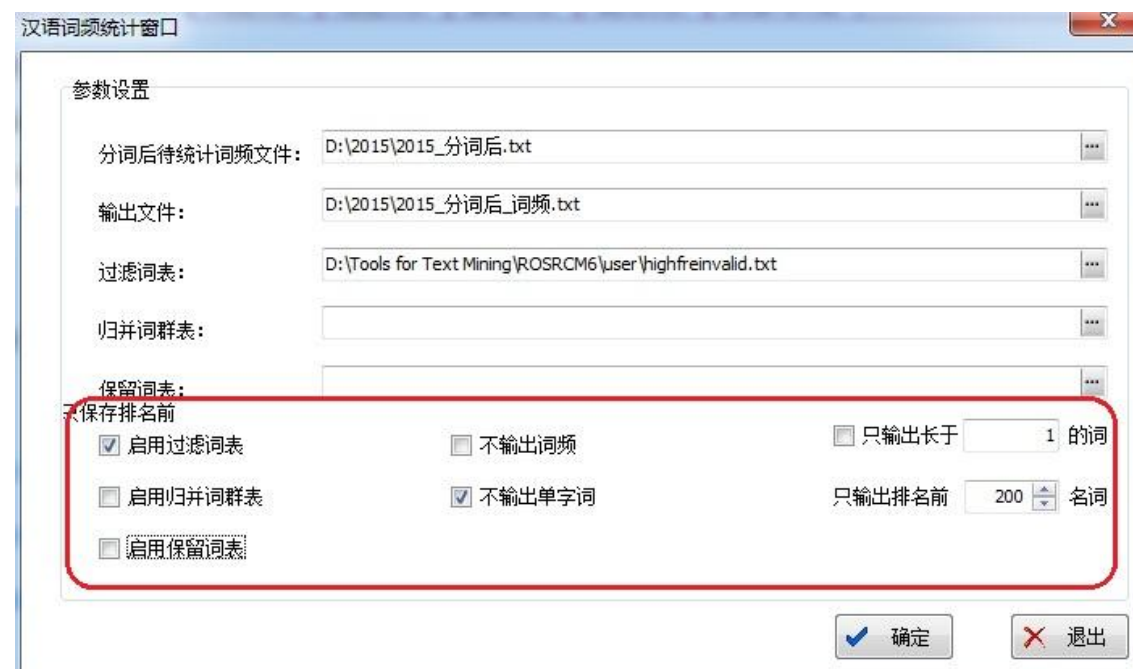 汉语词频统计窗口
参数设置
分词后待统计词频文件: D:\2015\2015_分词后.txt ...
输出文件: D:\2015\2015_分词后_词频.txt ...
过滤词表: D:\Tools for Text Mining\ROSRCM6\user\highfreinvalid.txt ...
归并词群表: ...
保留词表: ...
只保存排名前
启用过滤词表 不输出词频 只输出长于 1 的词
启用归并词群表 不输出单字词 只输出排名前 200 名词
启用保留词表
确定 退出